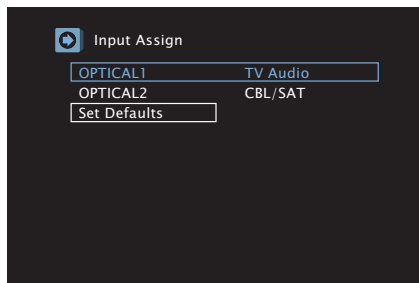 Input Assign
OPTICAL1 TV Audio
OPTICAL2 CBL/SAT
Set Defaults